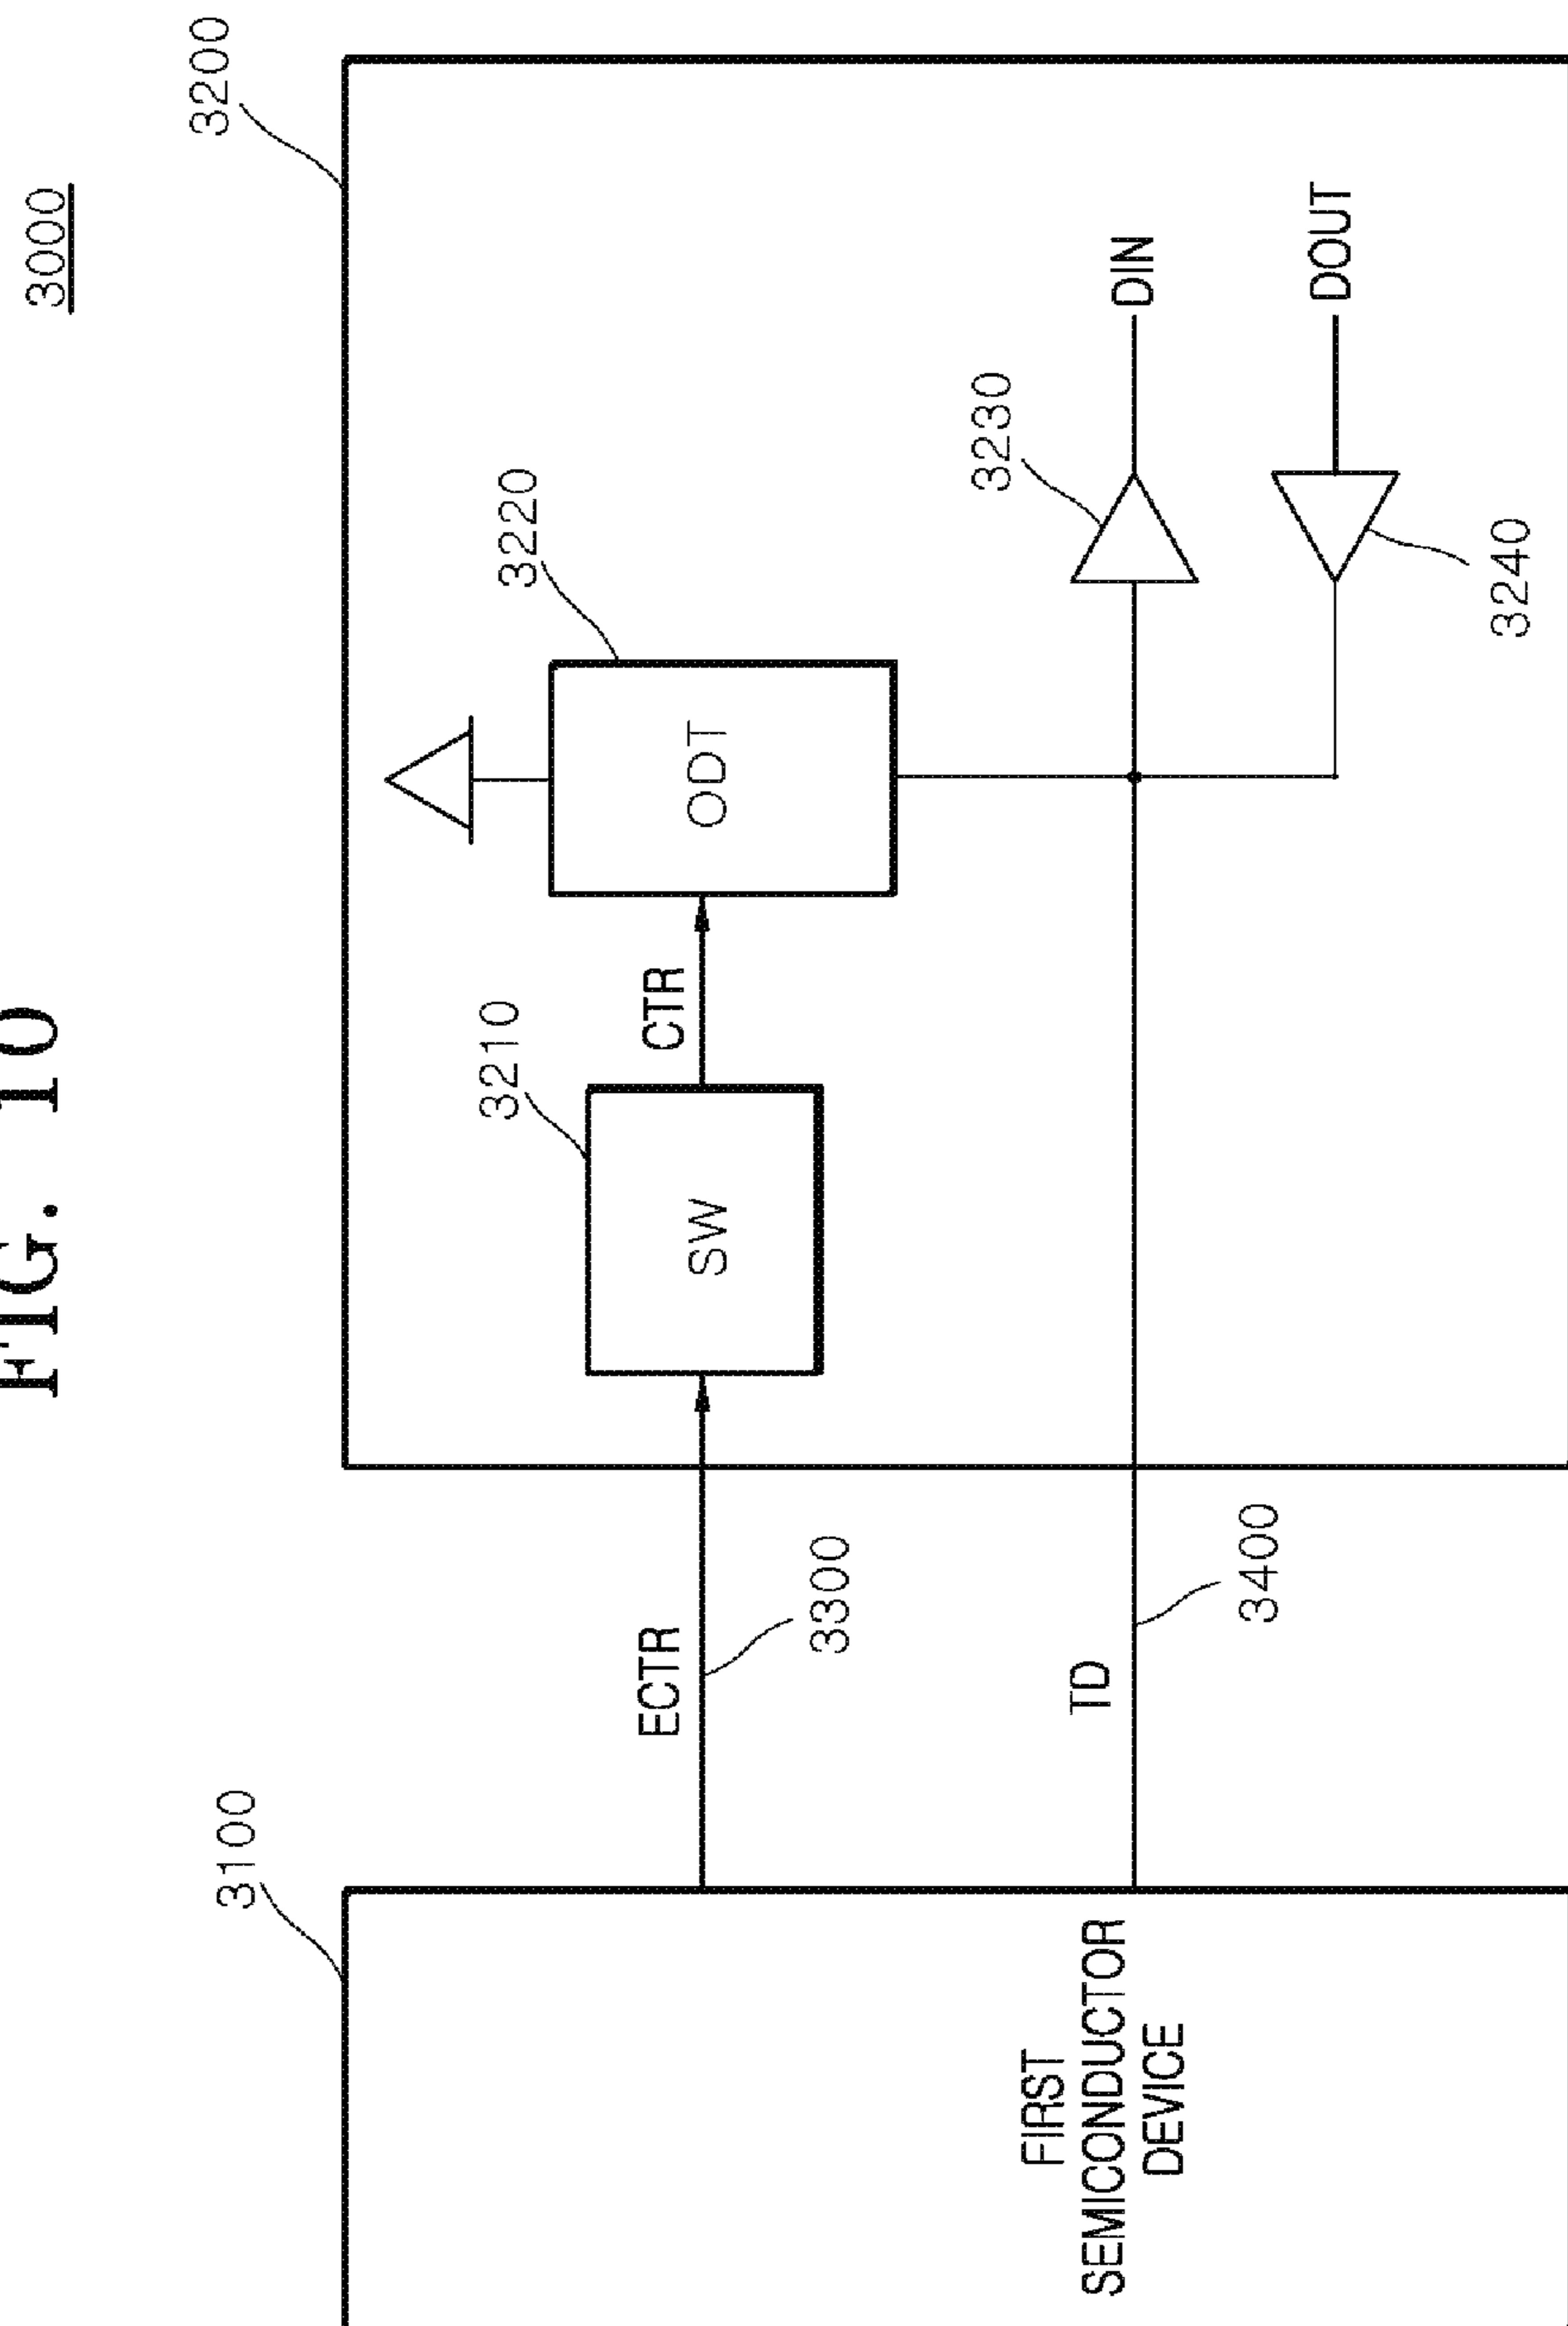 FIG. 10
3000
3100
3200
ECTR
3300
3210
SW
CTR
3220
ODT
TD
3400
3230
DIN
DOUT
3240
FIRST
SEMICONDUCTOR
DEVICE